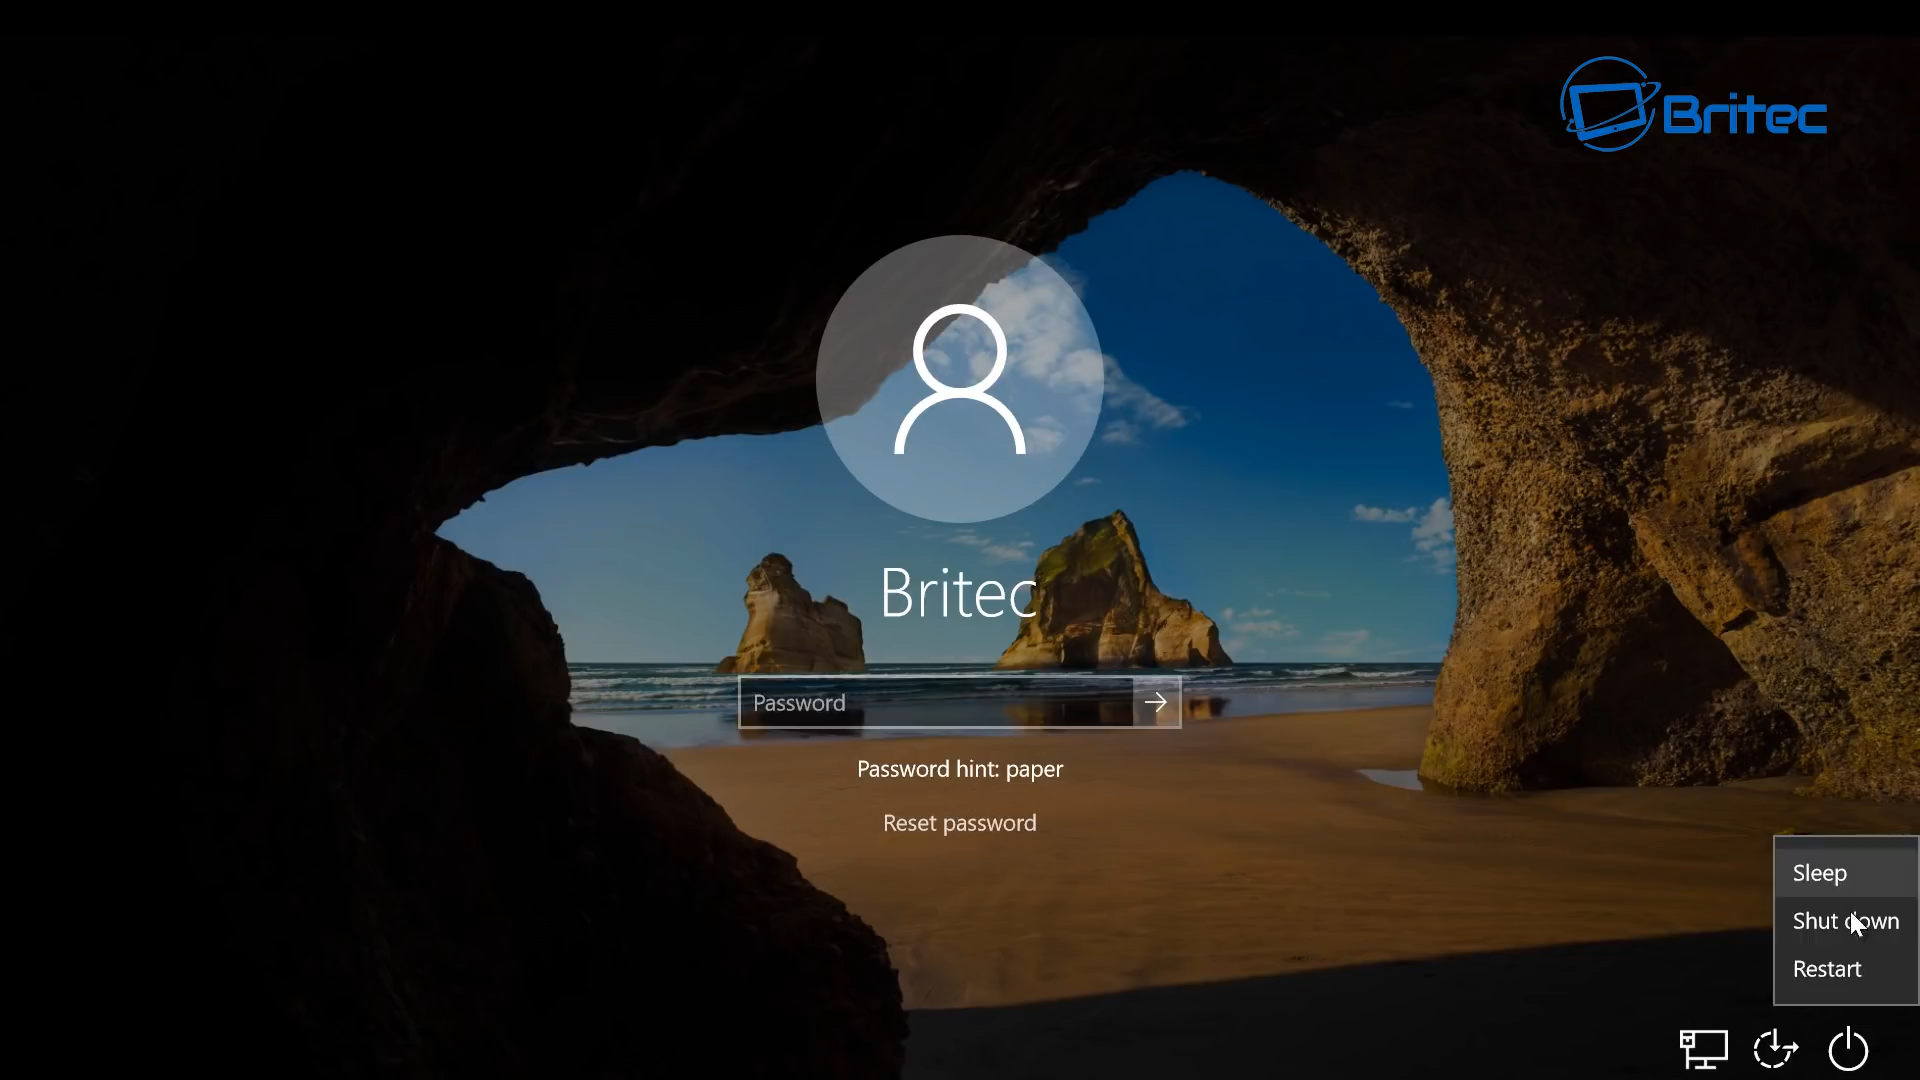 Britec
Britec
Password
Password hint: paper
Reset password
Sleep
Shut down
Restart